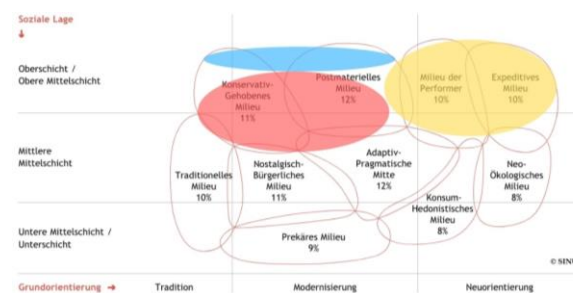 Soziale Lage
↓
Oberschicht /
Obere Mittelschicht
Konservativ-
Gehobenes
Milieu
11%
Postmaterielles
Milieu
12%
Milieu der
Performer
10%
Expeditives
Milieu
10%
Mittlere
Mittelschicht
Traditionelles
Milieu
10%
Nostalgisch-
Bürgerliches
Milieu
11%
Adaptiv-
Pragmatische
Mitte
12%
Konsum-
Hedonistisches
Milieu
8%
Neo-
Ökologisches
Milieu
8%
Untere Mittelschicht /
Unterschicht
Prekäres Milieu
9%
Grundorientierung →
Tradition
Modernisierung
Neuorientierung